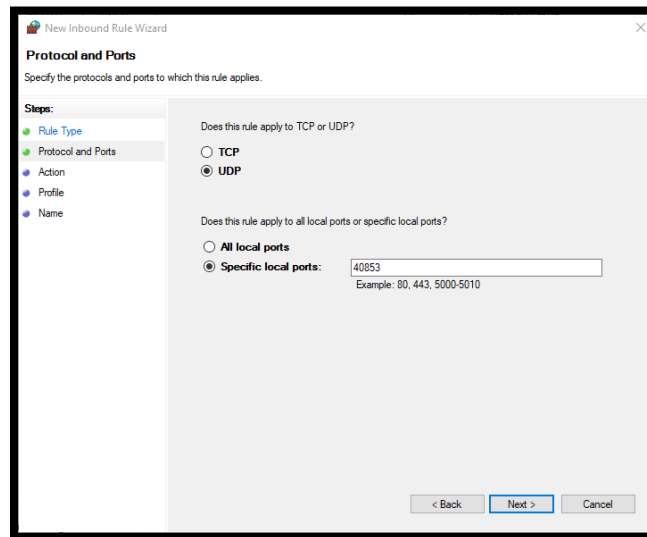 New Inbound Rule Wizard
Protocol and Ports
Specify the protocols and ports to which this rule applies.
Steps:
Rule Type
Protocol and Ports
Action
Profile
Name
Does this rule apply to TCP or UDP?
TCP
UDP
Does this rule apply to all local ports or specific local ports?
All local ports
Specific local ports:
40853
Example: 80, 443, 5000-5010
< Back
Next >
Cancel